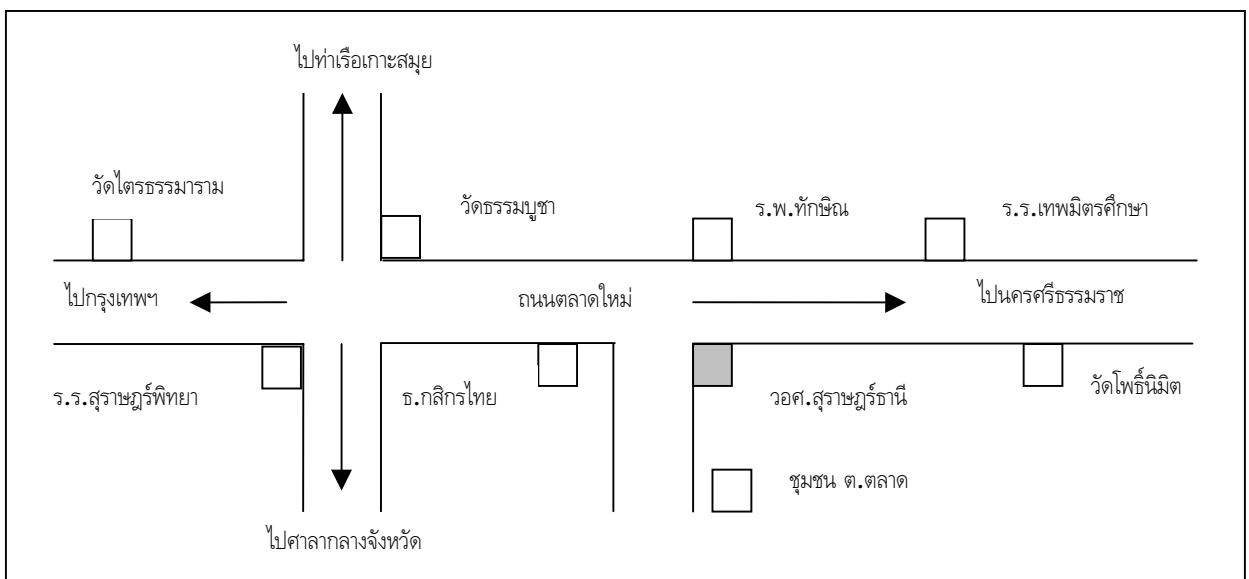 ไปท่าเรือเกาะสมุย
วัดไตรธรรมาราม
วัดธรรมบูชา
ร.พ.ทักษิณ
ร.ร.เทพมิตรศึกษา
ไปกรุงเทพฯ
ถนนตลาดใหม่
ไปนครศรีธรรมราช
ร.ร.สุราษฎร์พิทยา
ธ.กสิกรไทย
วอศ.สุราษฎร์ธานี
วัดโพธิ์นิมิต
ชุมชน ต.ตลาด
ไปศาลากลางจังหวัด